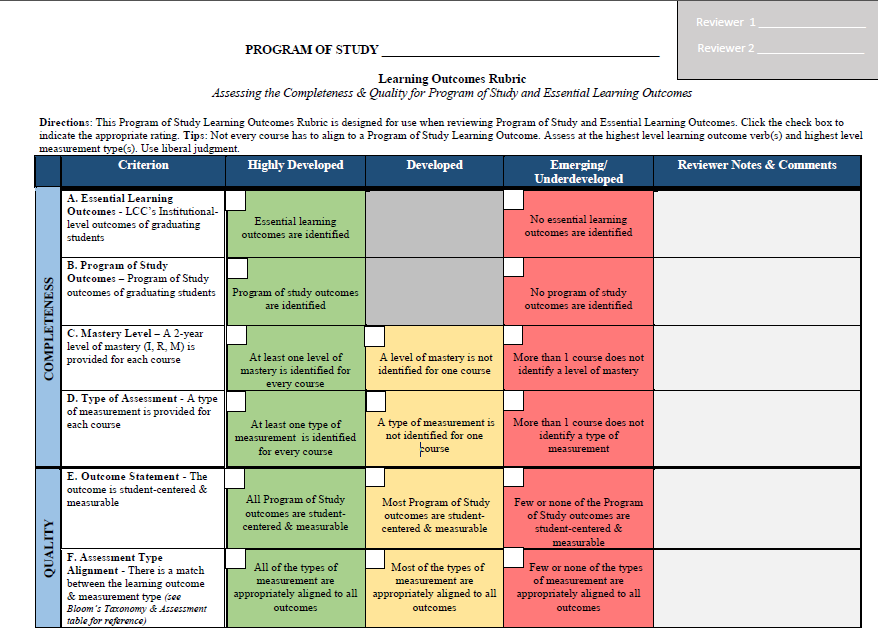 Reviewer 1 ____________________
Reviewer 2 ____________________
PROGRAM OF STUDY ________________________________________
Learning Outcomes Rubric
Assessing the Completeness & Quality for Program of Study and Essential Learning Outcomes
Directions: This Program of Study Learning Outcomes Rubric is designed for use when reviewing Program of Study and Essential Learning Outcomes. Click the check box to
indicate the appropriate rating. Tips: Not every course has to align to a Program of Study Learning Outcome. Assess at the highest level learning outcome verb(s) and highest level
measurement type(s). Use liberal judgment.
Criterion
Highly Developed
Developed
Emerging/
Underdeveloped
Reviewer Notes & Comments
COMPLETENESS
A. Essential Learning
Outcomes - LCC's Institutional-
level outcomes of graduating
students
Essential learning
outcomes are identified
No essential learning
outcomes are identified
B. Program of Study
Outcomes – Program of Study
outcomes of graduating students
Program of study outcomes
are identified
No program of study
outcomes are identified
C. Mastery Level – A 2-year
level of mastery (I, R, M) is
provided for each course
At least one level of
mastery is identified for
every course
A level of mastery is not
identified for one course
More than 1 course does not
identify a level of mastery
D. Type of Assessment - A type
of measurement is provided for
each course
At least one type of
measurement is identified
for every course
A type of measurement is
not identified for one
course
More than 1 course does not
identify a type of
measurement
QUALITY
E. Outcome Statement - The
outcome is student-centered &
measurable
All Program of Study
outcomes are student-
centered & measurable
Most Program of Study
outcomes are student-
centered & measurable
Few or none of the Program
of Study outcomes are
student-centered &
measurable
F. Assessment Type
Alignment - There is a match
between the learning outcome
& measurement type (see
Bloom's Taxonomy & Assessment
table for reference)
All of the types of
measurement are
appropriately aligned to all
outcomes
Most of the types of
measurement are
appropriately aligned to all
outcomes
Few or none of the types
of measurement are
appropriately aligned to all
outcomes